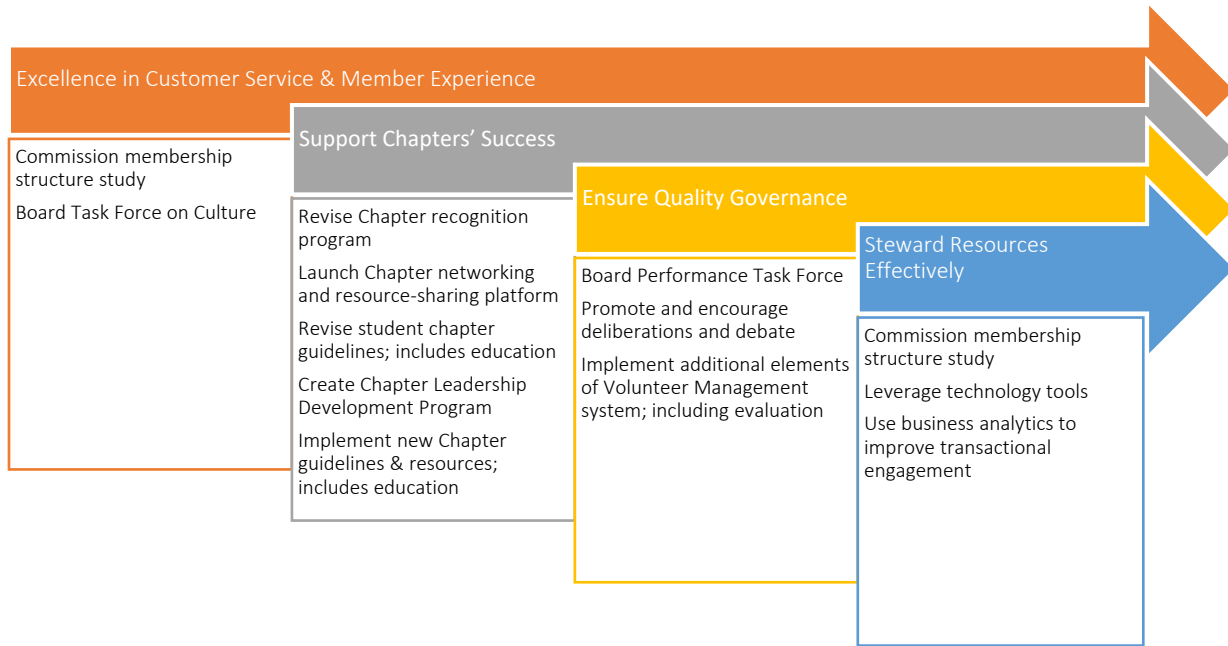 Excellence in Customer Service & Member Experience
Commission membership
structure study
Board Task Force on Culture
Support Chapters’ Success
Revise Chapter recognition
program
Launch Chapter networking
and resource-sharing platform
Revise student chapter
guidelines; includes education
Create Chapter Leadership
Development Program
Implement new Chapter
guidelines & resources;
includes education
Ensure Quality Governance
Board Performance Task Force
Promote and encourage
deliberations and debate
Implement additional elements
of Volunteer Management
system; including evaluation
Steward Resources
Effectively
Commission membership
structure study
Leverage technology tools
Use business analytics to
improve transactional
engagement